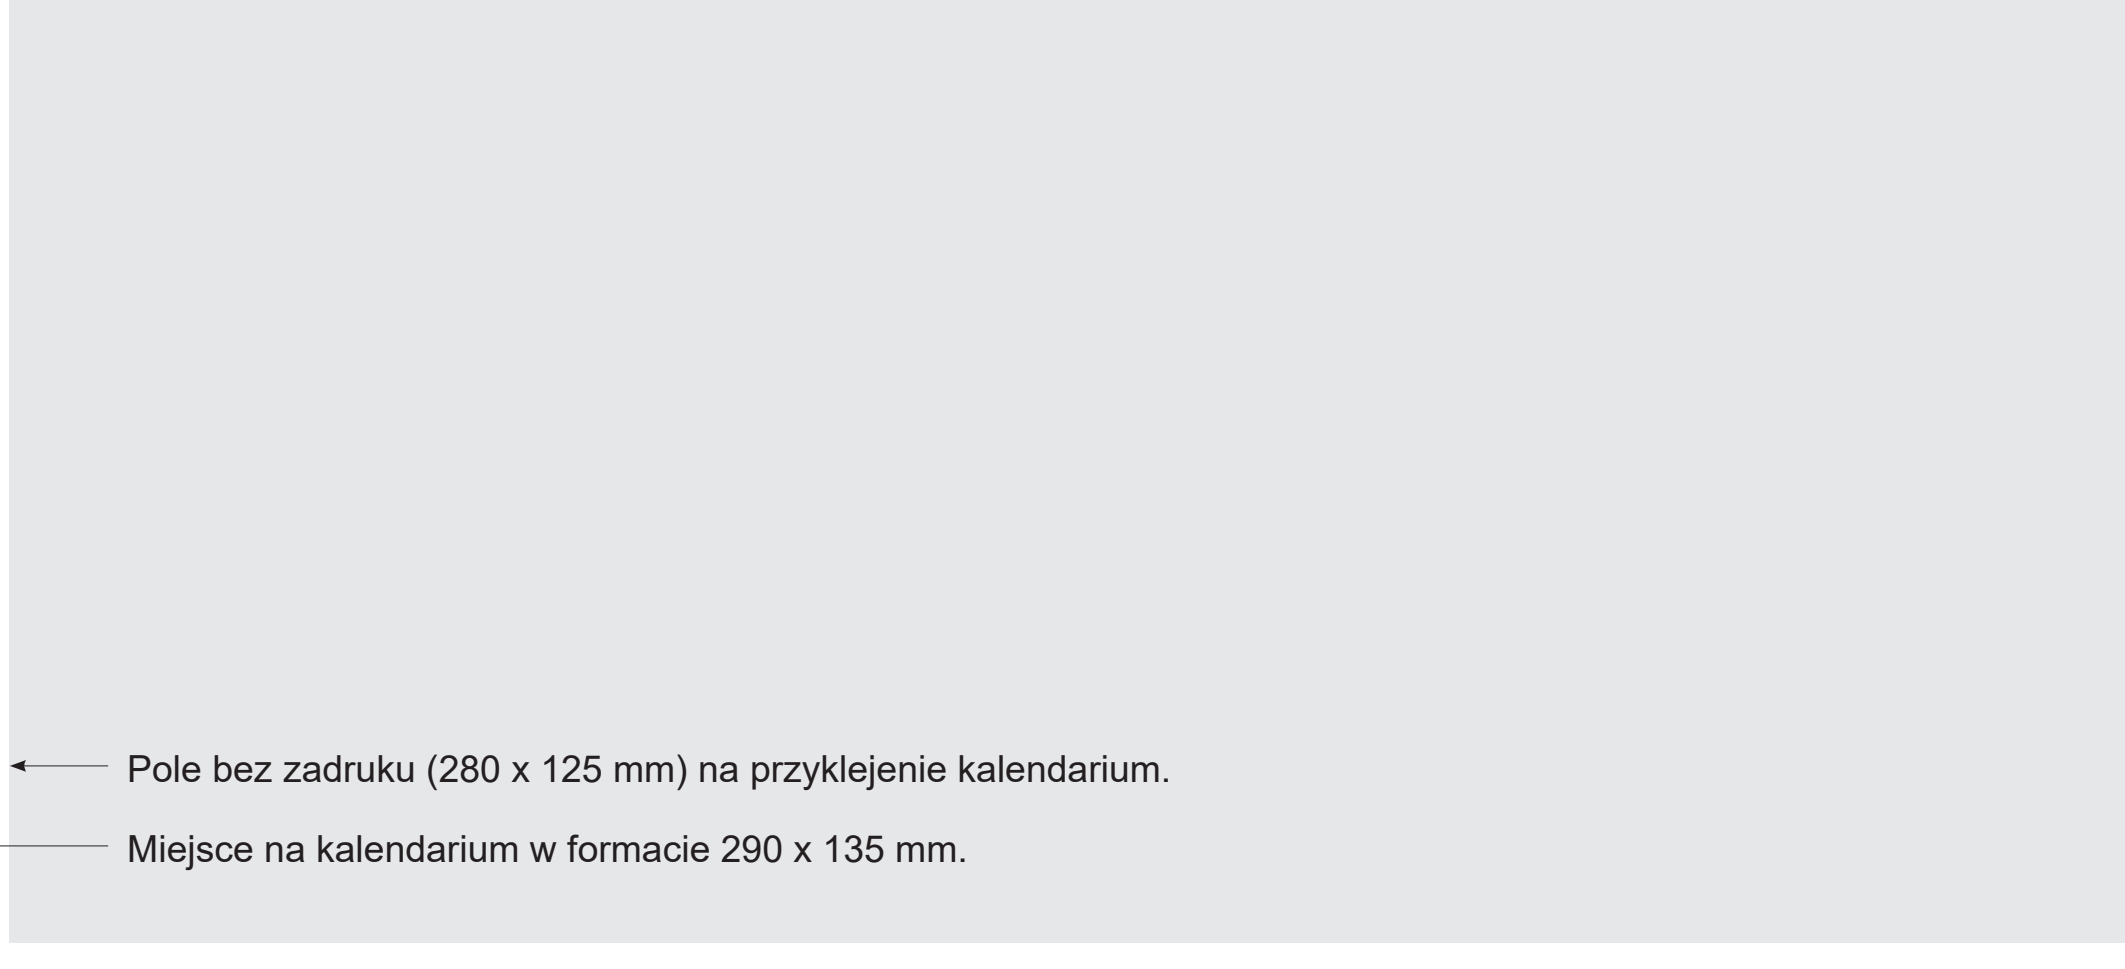 Pole bez zadruku (280 x 125 mm) na przyklejenie kalendarium.
Miejsce na kalendarium w formacie 290 x 135 mm.